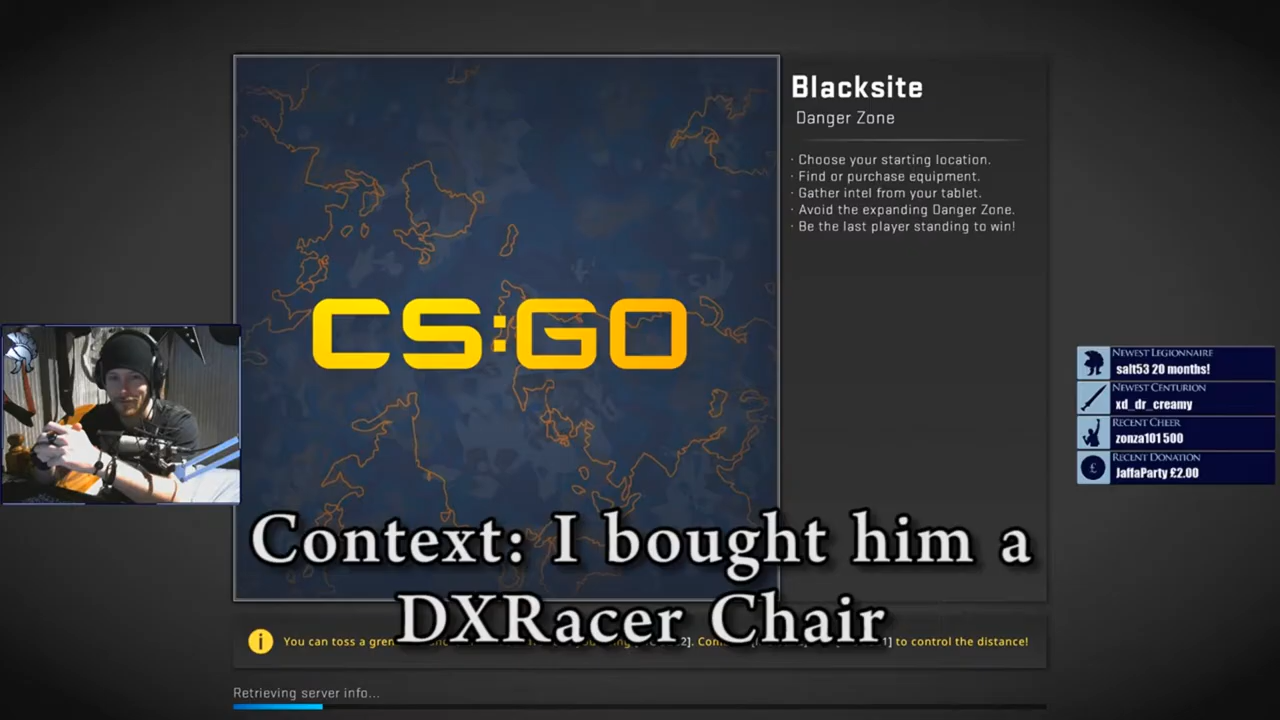 Blacksite
Danger Zone
· Choose your starting location.
· Find or purchase equipment.
· Gather intel from your tablet.
· Avoid the expanding Danger Zone.
· Be the last player standing to win!
CS:GO
NEWEST LEGIONNAIRE
salt53 20 months!
NEWEST CENTURION
xd_dr_creamy
RECENT CHEER
zonza101 500
RECENT DONATION
£
JaffaParty £2.00
Context: I bought him a
DXRacer Chair
i You can toss a 2]. 1] to control the distance!
Retrieving server info...